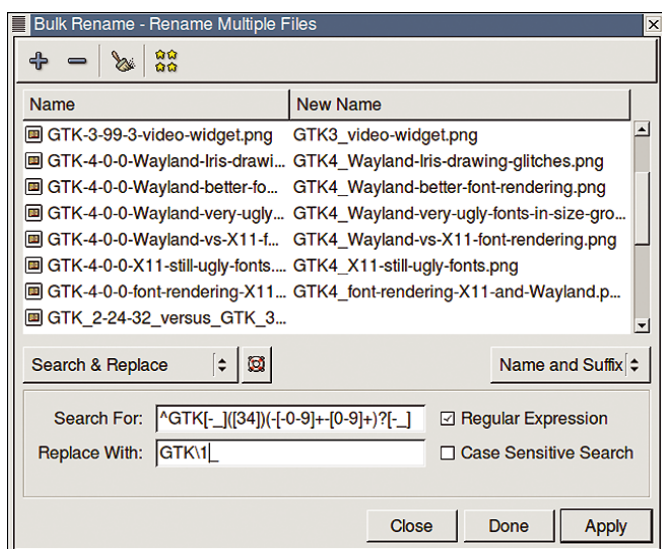 Bulk Rename - Rename Multiple Files
Name New Name
GTK-3-99-3-video-widget.png GTK3_video-widget.png
GTK-4-0-0-Wayland-Iris-drawi... GTK4_Wayland-Iris-drawing-glitches.png
GTK-4-0-0-Wayland-better-fo... GTK4_Wayland-better-font-rendering.png
GTK-4-0-0-Wayland-very-ugly... GTK4_Wayland-very-ugly-fonts-in-size-gro...
GTK-4-0-0-Wayland-vs-X11-f... GTK4_Wayland-vs-X11-font-rendering.png
GTK-4-0-0-X11-still-ugly-fonts.... GTK4_X11-still-ugly-fonts.png
GTK-4-0-0-font-rendering-X11... GTK4_font-rendering-X11-and-Wayland.p...
GTK_2-24-32_versus_GTK_3...
Search & Replace Name and Suffix
Search For: ^GTK[-_]([34])(-[-0-9]+-[0-9]+)?[-_] Regular Expression
Replace With: GTK\1_ Case Sensitive Search
Close Done Apply